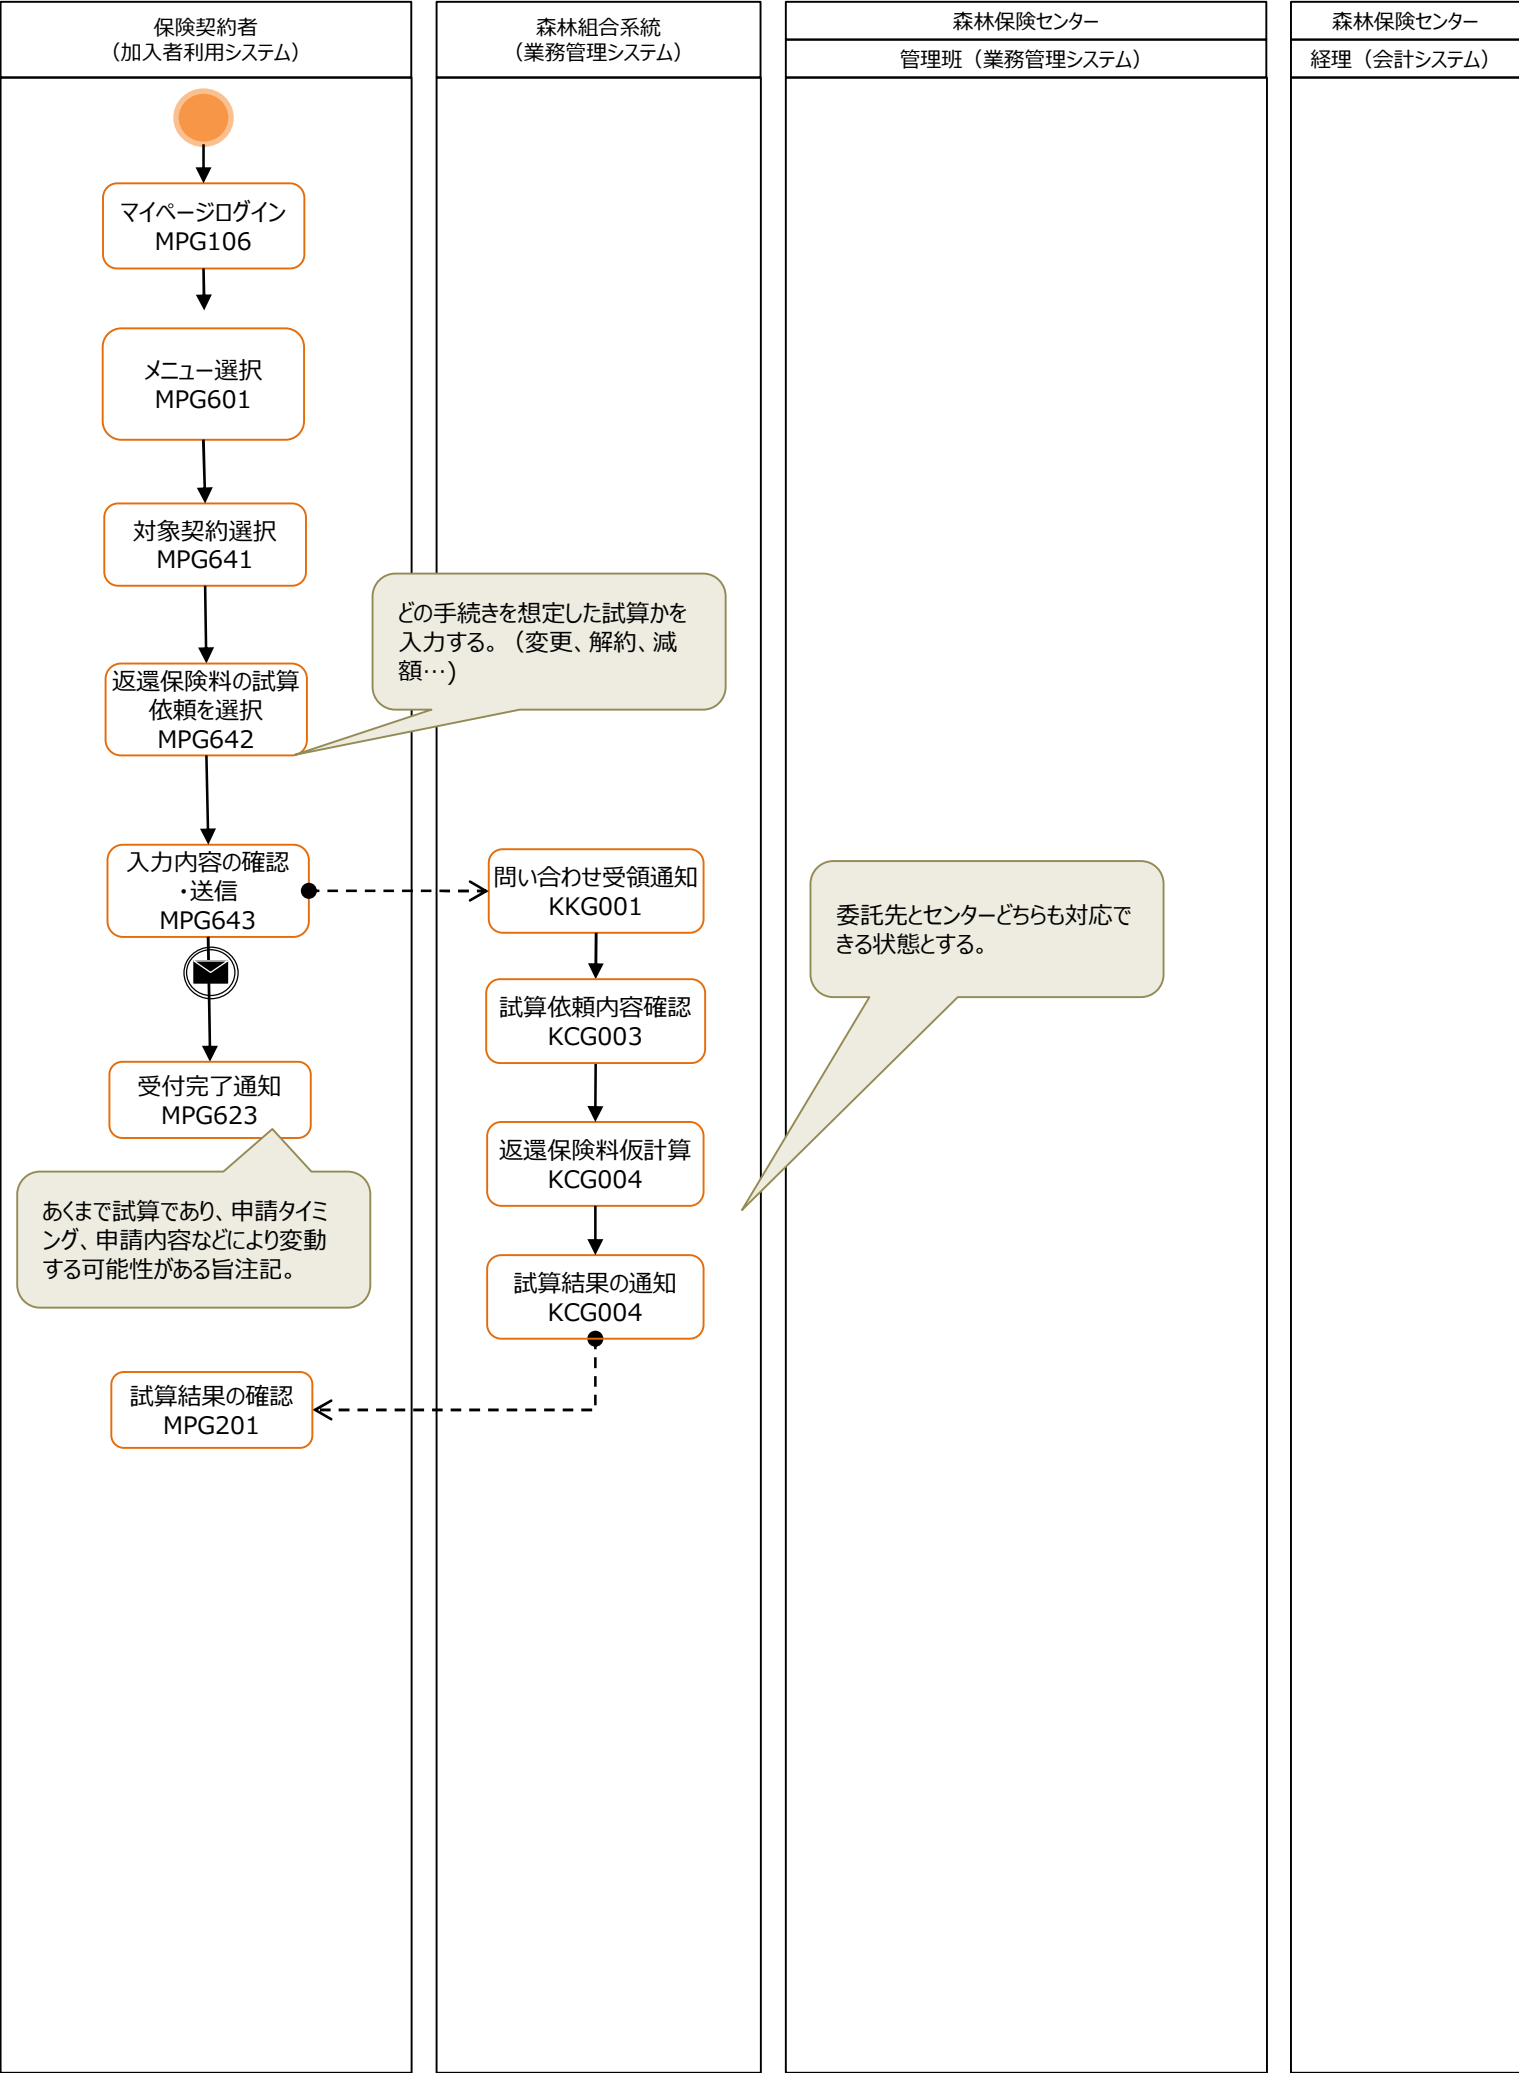 保険契約者
（加入者利用システム）
森林組合系統
（業務管理システム）
森林保険センター
管理班（業務管理システム）
森林保険センター
経理（会計システム）
マイページログイン
MPG106
メニュー選択
MPG601
対象契約選択
MPG641
どの手続きを想定した試算かを
入力する。（変更、解約、減
額…)
返還保険料の試算
依頼を選択
MPG642
入力内容の確認
・送信
MPG643
問い合わせ受領通知
KKG001
委託先とセンターどちらも対応で
きる状態とする。
試算依頼内容確認
KCG003
受付完了通知
MPG623
返還保険料仮計算
KCG004
あくまで試算であり、申請タイミ
ング、申請内容などにより変動
する可能性がある旨注記。
試算結果の通知
KCG004
試算結果の確認
MPG201